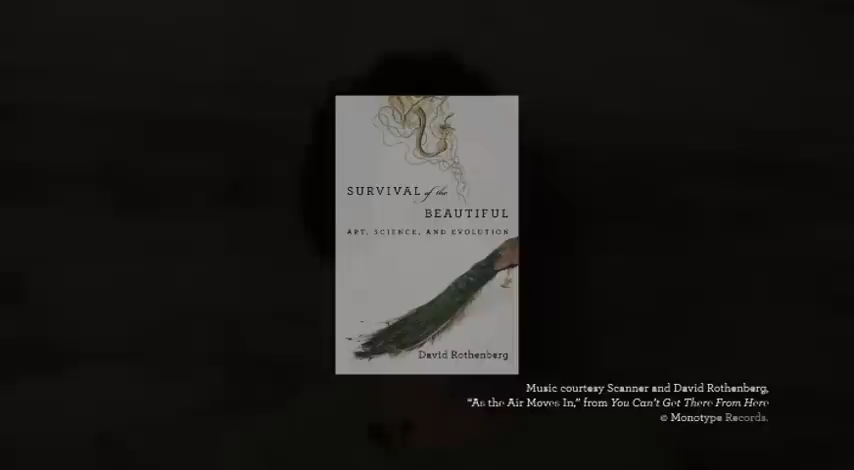 SURVIVAL of the
BEAUTIFUL
ART, SCIENCE, AND EVOLUTION
David Rothenberg
Music courtesy Scanner and David Rothenberg,
"As the Air Moves In," from You Can't Get There From Here
© Monotype Records.